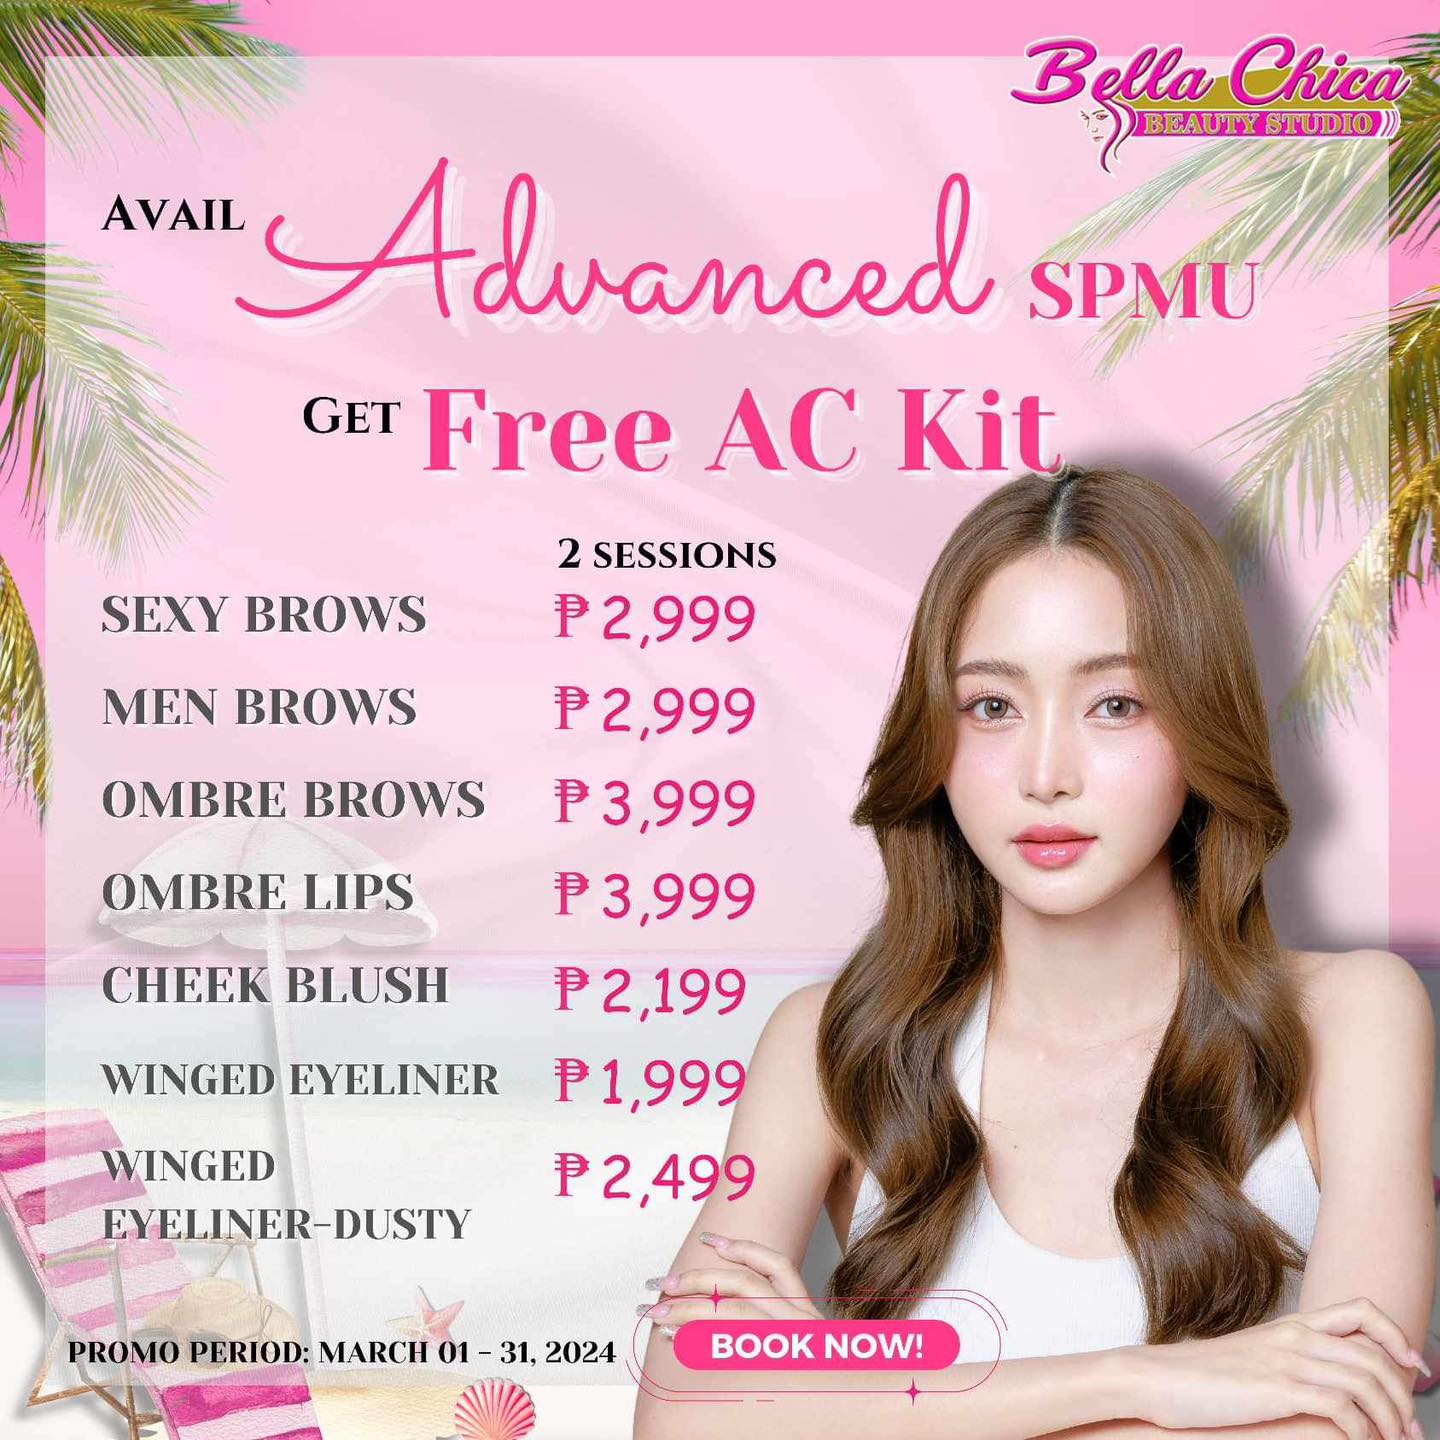 Bella Chica
BEAUTY STUDIO
AVAIL Advanced SPMU
GET Free AC Kit
2 SESSIONS
SEXY BROWS ₱2,999
MEN BROWS ₱2,999
OMBRE BROWS ₱3,999
OMBRE LIPS ₱3,999
CHEEK BLUSH ₱2,199
WINGED EYELINER ₱1,999
WINGED ₱2,499
EYELINER-DUSTY
PROMO PERIOD: MARCH 01 - 31, 2024
BOOK NOW!